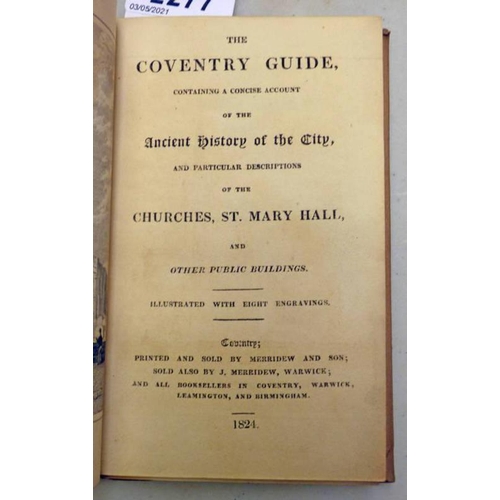 03/05/2021
THE
COVENTRY GUIDE,
CONTAINING A CONCISE ACCOUNT
OF THE
Ancient History of the City,
AND PARTICULAR DESCRIPTIONS
OF THE
CHURCHES, ST. MARY HALL,
AND
OTHER PUBLIC BUILDINGS.
ILLUSTRATED WITH EIGHT ENGRAVINGS.
Coventry;
PRINTED AND SOLD BY MERRIDEW AND SON;
SOLD ALSO BY J. MERRIDEW, WARWICK;
AND ALL BOOKSELLERS IN COVENTRY, WARWICK,
LEAMINGTON, AND BIRMINGHAM.
1824.